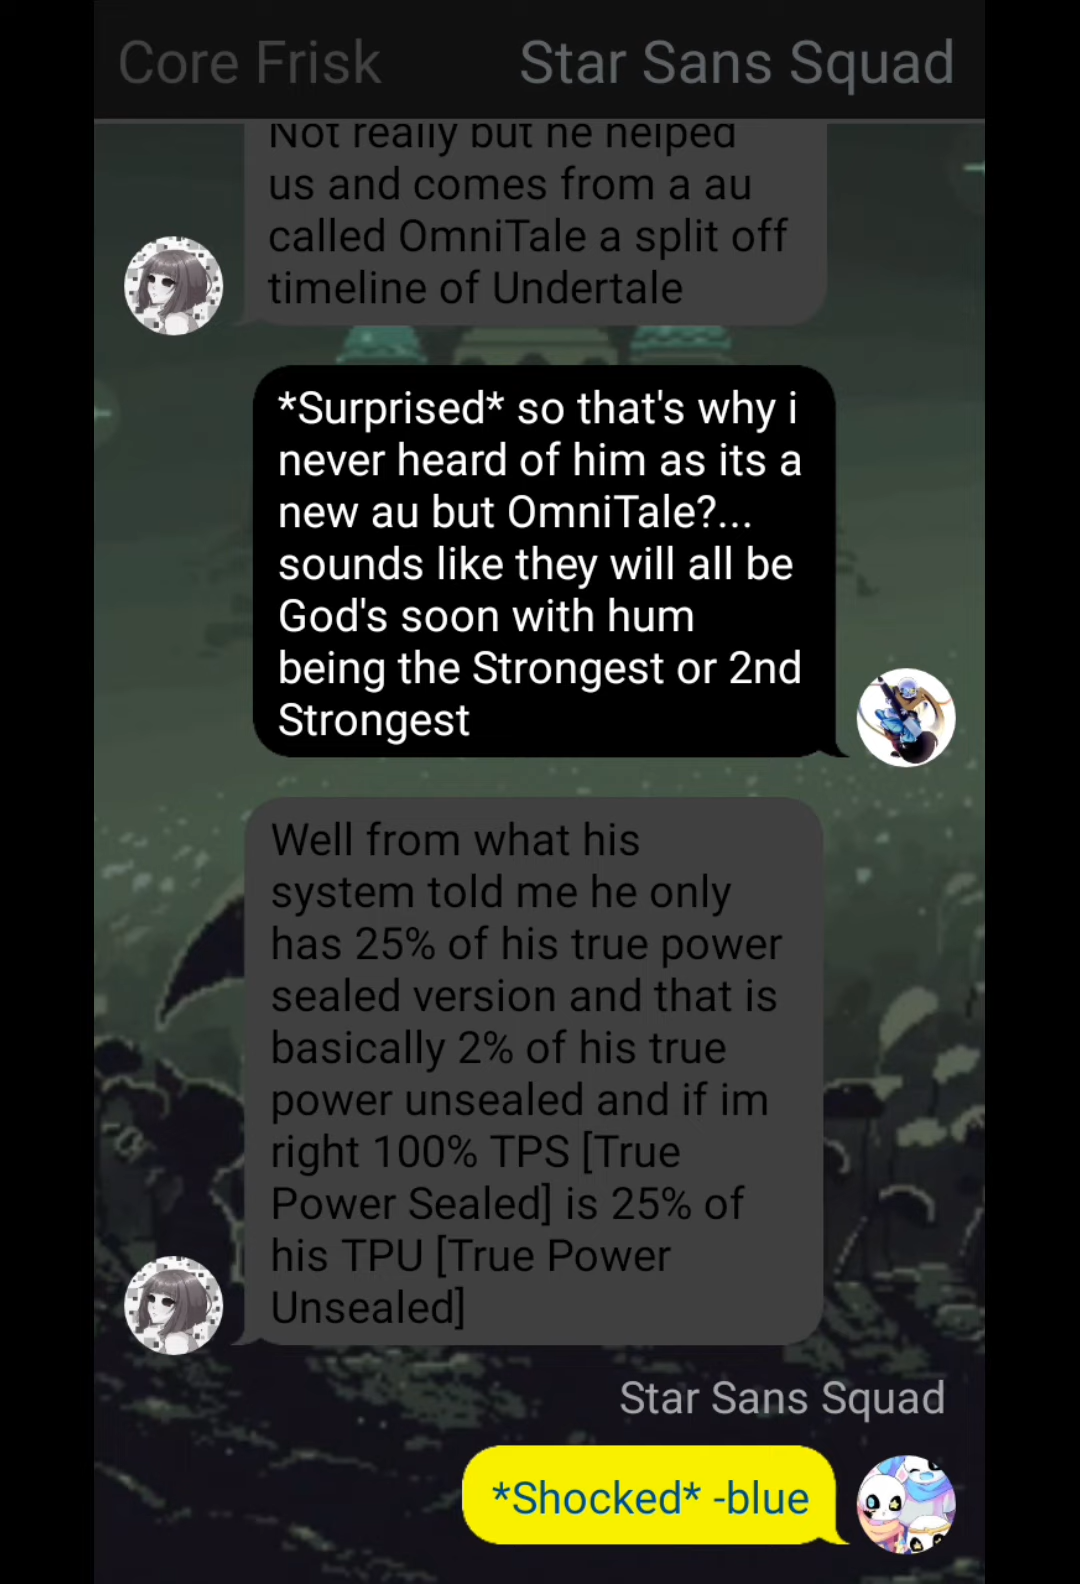 Core Frisk
Star Sans Squad
Not really but he helped
us and comes from a au
called OmniTale a split off
timeline of Undertale
*Surprised* so that's why i
never heard of him as its a
new au but OmniTale?...
sounds like they will all be
God's soon with hum
being the Strongest or 2nd
Strongest
Well from what his
system told me he only
has 25% of his true power
sealed version and that is
basically 2% of his true
power unsealed and if im
right 100% TPS [True
Power Sealed] is 25% of
his TPU [True Power
Unsealed]
Star Sans Squad
*Shocked* -blue